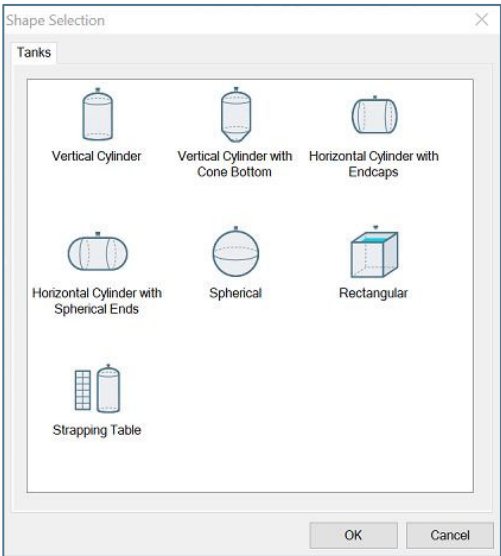 Shape Selection
Tanks
Vertical Cylinder
Vertical Cylinder with
Cone Bottom
Horizontal Cylinder with
Endcaps
Horizontal Cylinder with
Spherical Ends
Spherical
Rectangular
Strapping Table
OK
Cancel